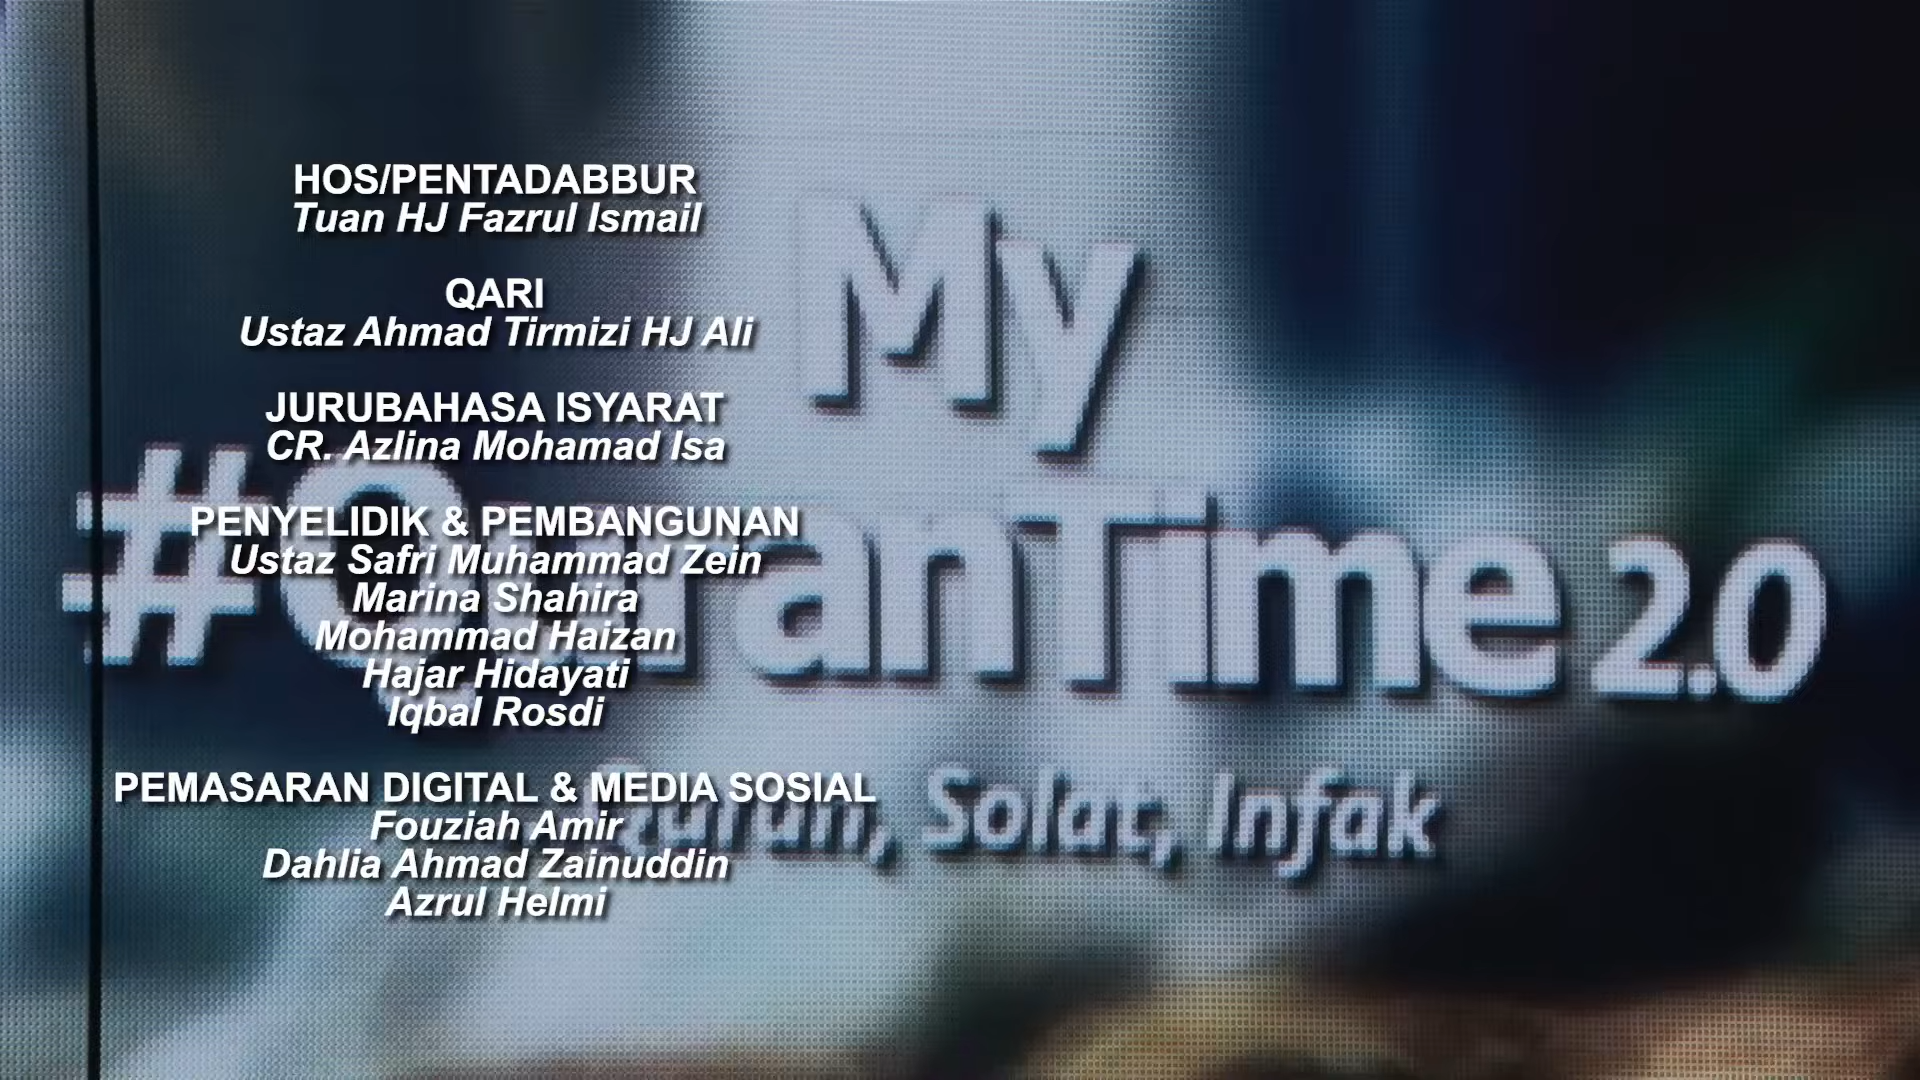 HOS/PENTADABBUR
Tuan HJ Fazrul Ismail
QARI
Ustaz Ahmad Tirmizi HJ Ali
JURUBAHASA ISYARAT
CR. Azlina Mohamad Isa
PENYELIDIK & PEMBANGUNAN
Ustaz Safri Muhammad Zein
Marina Shahira
Mohammad Haizan
Hajar Hidayati
Iqbal Rosdi
PEMASARAN DIGITAL & MEDIA SOSIAL
Fouziah Amir
Dahlia Ahmad Zainuddin
Azrul Helmi
My
#QuranTime 2.0
Solat, Infak